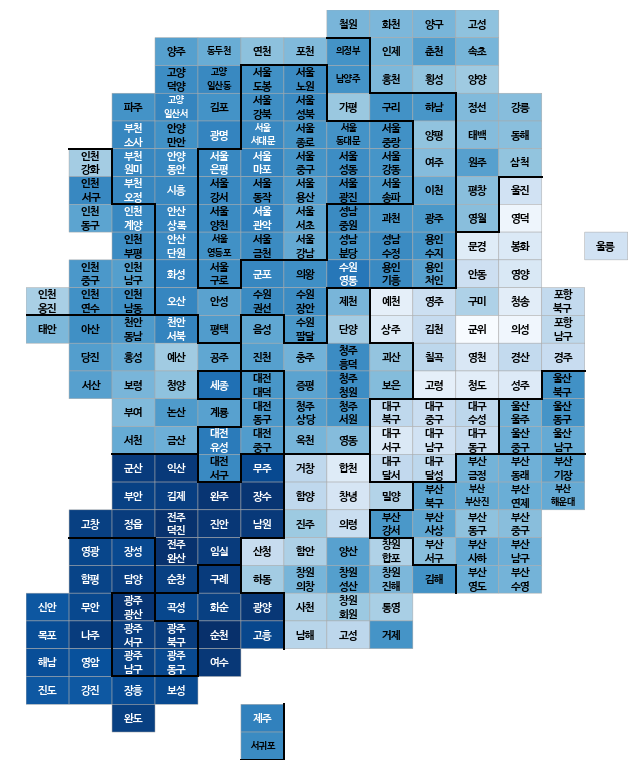 철원 화천 양구 고성
양주 동두천 연천 포천 의정부 인제 춘천 속초
고양 덕양 고양 일산동 서울 도봉 서울 노원 남양주 홍천 횡성 양양
파주 고양 일산서 김포 서울 강북 서울 성북 가평 구리 하남 정선 강릉
부천 소사 안양 만안 광명 서울 서대문 서울 종로 서울 동대문 서울 중랑 양평 태백 동해
인천 강화 부천 원미 안양 동안 서울 은평 서울 마포 서울 중구 서울 성동 서울 강동 여주 원주 삼척
인천 서구 부천 오정 시흥 서울 강서 서울 동작 서울 용산 서울 광진 서울 송파 이천 평창 울진
인천 동구 인천 계양 안산 상록 서울 양천 서울 관악 서울 서초 성남 중원 과천 광주 영월 영덕
인천 부평 안산 단원 서울 영등포 서울 금천 서울 강남 성남 분당 성남 수정 용인 수지 문경 봉화 울릉
인천 중구 인천 남구 화성 서울 구로 군포 의왕 수원 영통 용인 기흥 용인 처인 안동 영양
인천 옹진 인천 연수 인천 남동 오산 안성 수원 권선 수원 장안 제천 예천 영주 구미 청송 포항 북구
태안 아산 천안 동남 천안 서북 평택 음성 수원 팔달 단양 상주 김천 군위 의성 포항 남구
당진 홍성 예산 공주 진천 충주 청주 흥덕 괴산 칠곡 영천 경산 경주
서산 보령 청양 세종 대전 대덕 증평 청주 청원 보은 고령 청도 성주 울산 북구
부여 논산 계룡 대전 동구 청주 상당 청주 서원 대구 북구 대구 중구 대구 수성 울산 울주 울산 동구
서천 금산 대전 유성 대전 중구 옥천 영동 대구 서구 대구 남구 대구 동구 울산 중구 울산 남구
군산 익산 대전 서구 무주 거창 합천 대구 달서 대구 달성 부산 금정 부산 동래 부산 기장
부안 김제 완주 장수 함양 창녕 밀양 부산 북구 부산 부산진 부산 연제 부산 해운대
고창 정읍 전주 덕진 진안 남원 진주 의령 부산 강서 부산 사상 부산 동구 부산 중구
영광 장성 전주 완산 임실 산청 함안 양산 창원 합포 부산 서구 부산 사하 부산 남구
함평 담양 순창 구례 하동 창원 의창 창원 성산 창원 진해 김해 부산 영도 부산 수영
신안 무안 광주 광산 곡성 화순 광양 사천 창원 회원 통영
목포 나주 광주 서구 광주 북구 순천 고흥 남해 고성 거제
해남 영암 광주 남구 광주 동구 여수
진도 강진 장흥 보성
완도 제주
서귀포